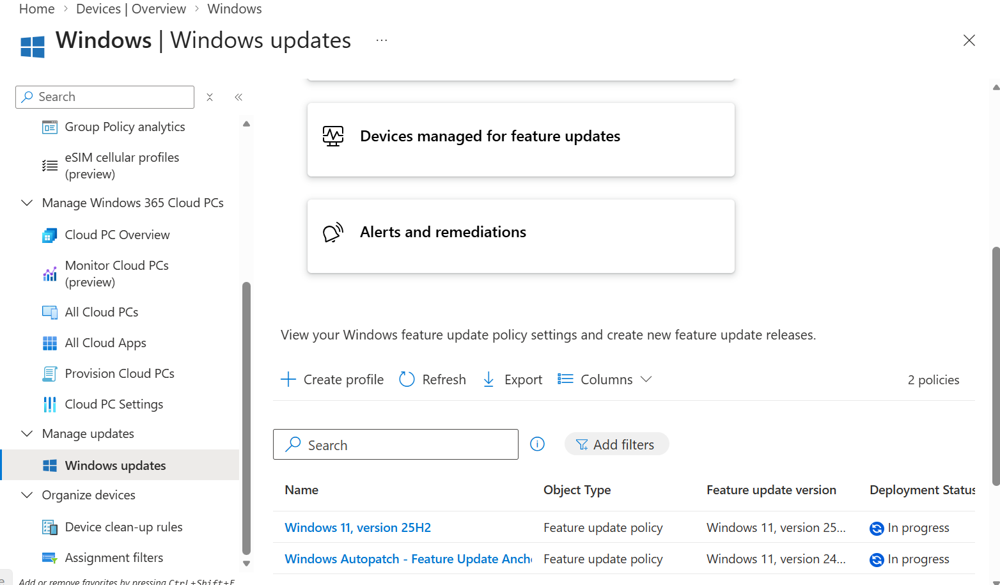 Home > Devices | Overview > Windows
Windows | Windows updates ...
Search
Group Policy analytics
eSIM cellular profiles
(preview)
Manage Windows 365 Cloud PCs
Cloud PC Overview
Monitor Cloud PCs
(preview)
All Cloud PCs
All Cloud Apps
Provision Cloud PCs
Cloud PC Settings
Manage updates
Windows updates
Organize devices
Device clean-up rules
Assignment filters
Add or remove favorites by pressing Ctrl+Shift+F
Devices managed for feature updates
Alerts and remediations
View your Windows feature update policy settings and create new feature update releases.
Create profile Refresh Export Columns 2 policies
Search Add filters
Name Object Type Feature update version Deployment Status
Windows 11, version 25H2 Feature update policy Windows 11, version 25... In progress
Windows Autopatch - Feature Update Anch Feature update policy Windows 11, version 24... In progress